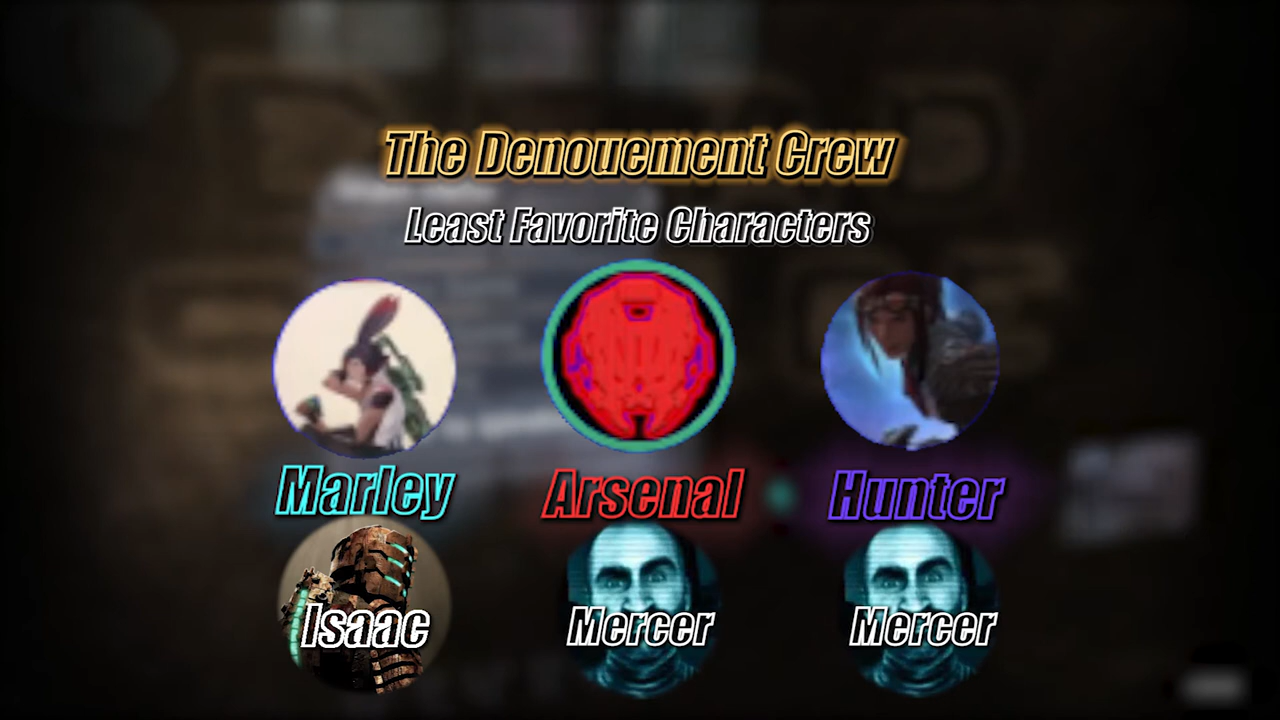 The Denouement Crew
Least Favorite Characters
Marley Arsenal Hunter
Isaac Mercer Mercer